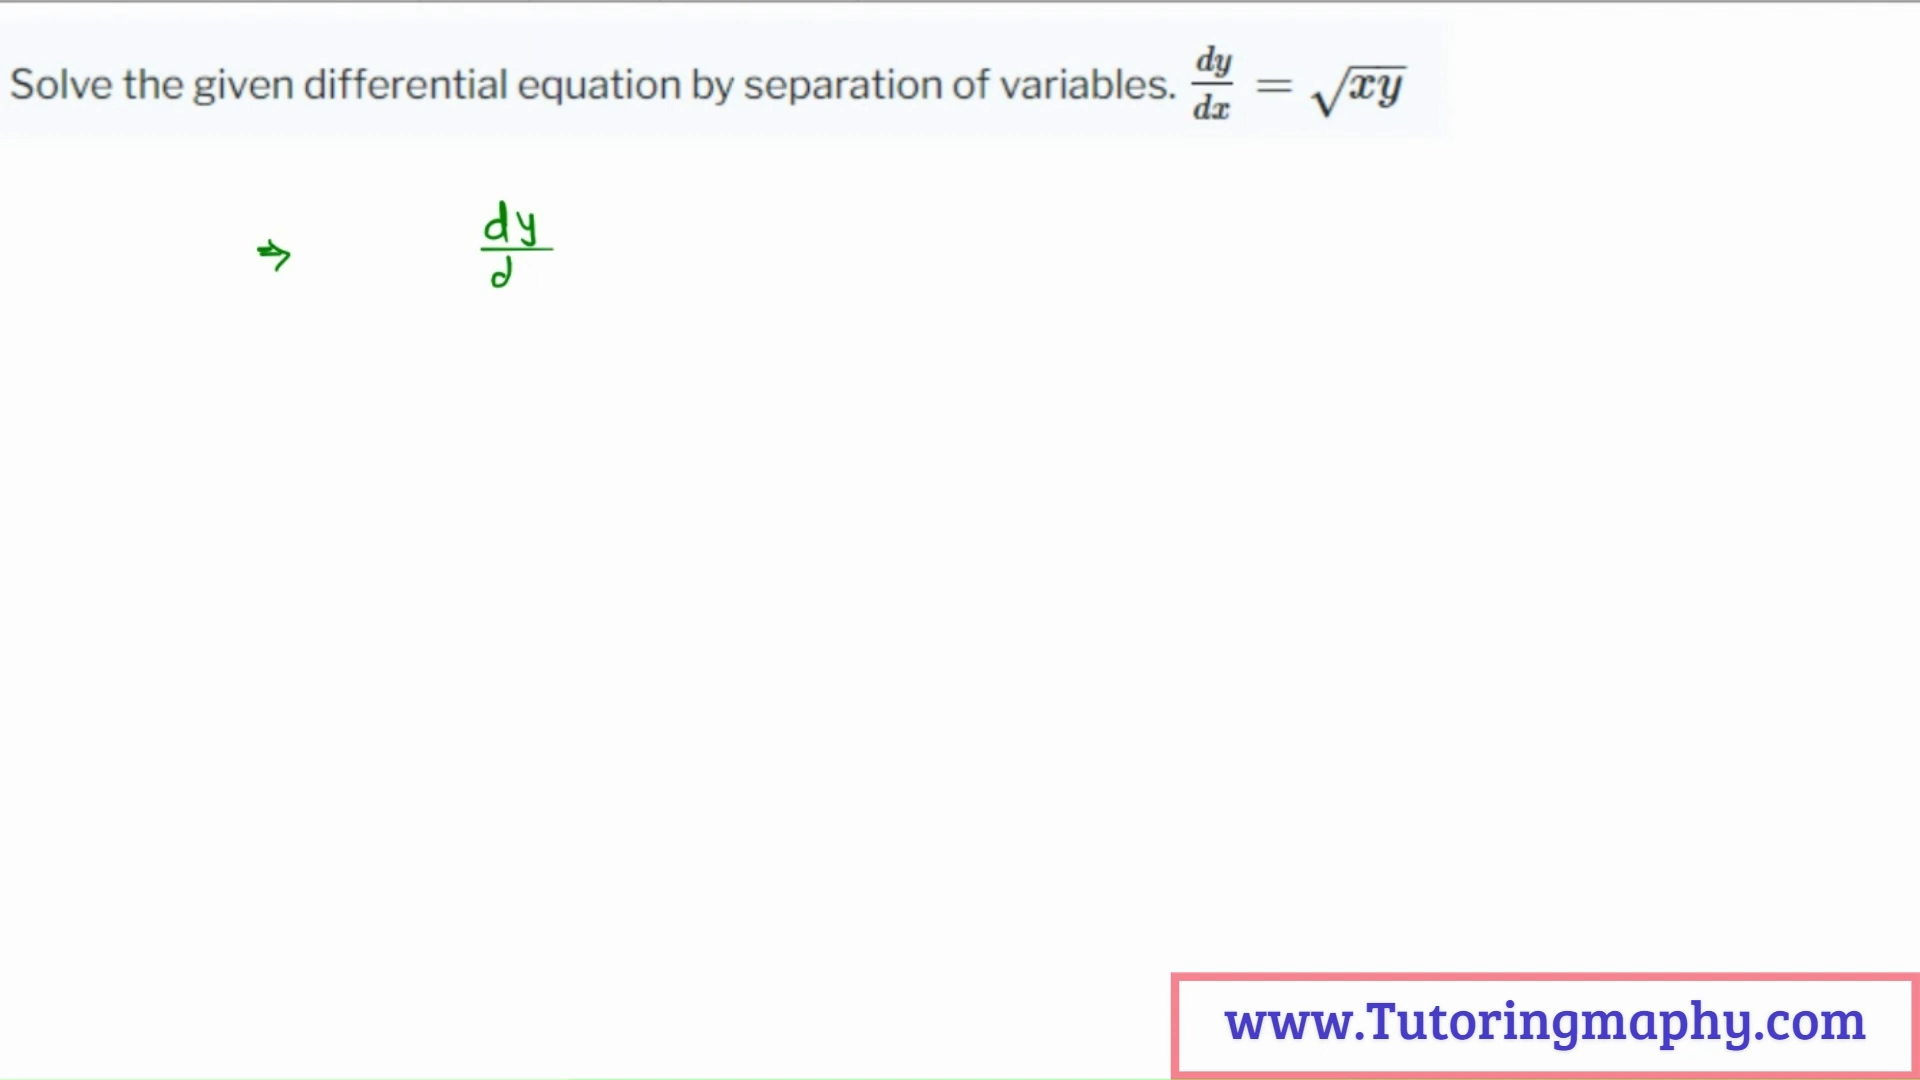 Solve the given differential equation by separation of variables. dy/dx = √xy
⇒ dy/d
www.Tutoringmaphy.com